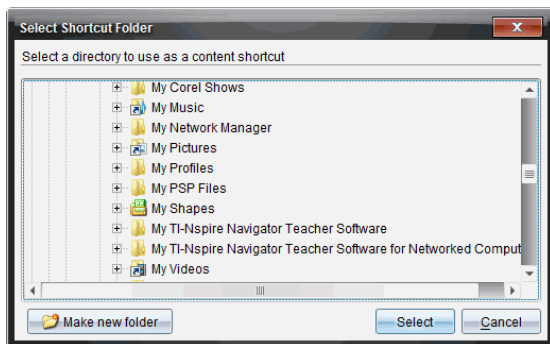 Select Shortcut Folder
Select a directory to use as a content shortcut
My Corel Shows
My Music
My Network Manager
My Pictures
My Profiles
My PSP Files
My Shapes
My TI-Nspire Navigator Teacher Software
My TI-Nspire Navigator Teacher Software for Networked Comput
My Videos
Make new folder
Select
Cancel